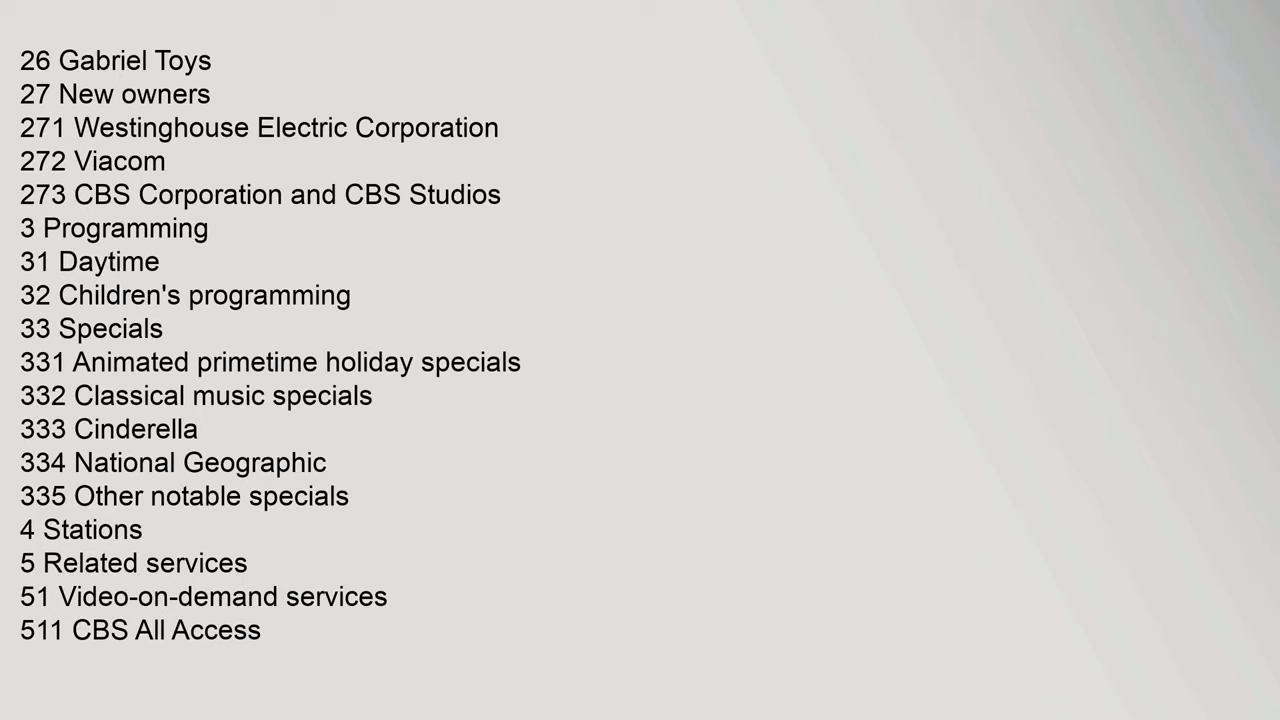 26 Gabriel Toys
27 New owners
271 Westinghouse Electric Corporation
272 Viacom
273 CBS Corporation and CBS Studios
3 Programming
31 Daytime
32 Children's programming
33 Specials
331 Animated primetime holiday specials
332 Classical music specials
333 Cinderella
334 National Geographic
335 Other notable specials
4 Stations
5 Related services
51 Video-on-demand services
511 CBS All Access